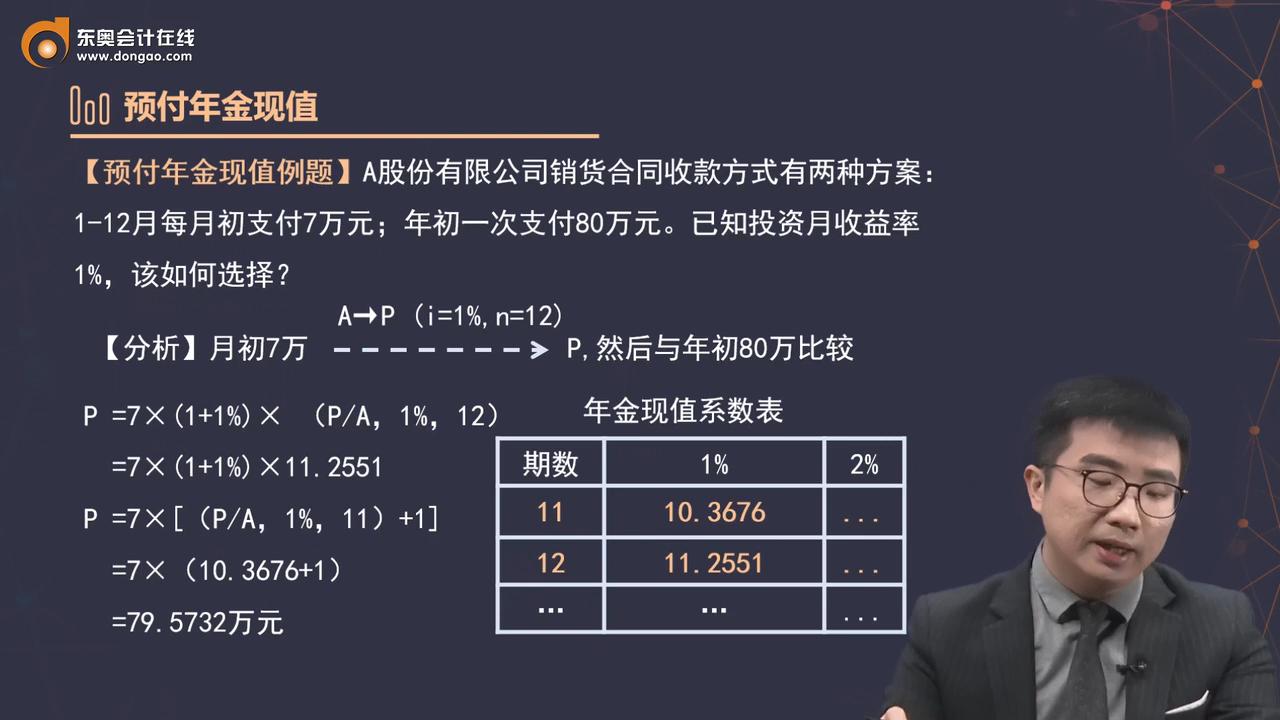 东奥会计在线
www.dongao.com
预付年金现值
【预付年金现值例题】A股份有限公司销货合同收款方式有两种方案：
1-12月每月初支付7万元；年初一次支付80万元。已知投资月收益率
1%，该如何选择？
A→P（i=1%,n=12）
【分析】月初7万 P,然后与年初80万比较
P =7×(1+1%)× （P/A，1%，12）
=7×(1+1%)×11.2551
P =7×[（P/A，1%，11）+1]
=7×（10.3676+1）
=79.5732万元
年金现值系数表
期数 1% 2%
11 10.3676 ...
12 11.2551 ...
... ... ...